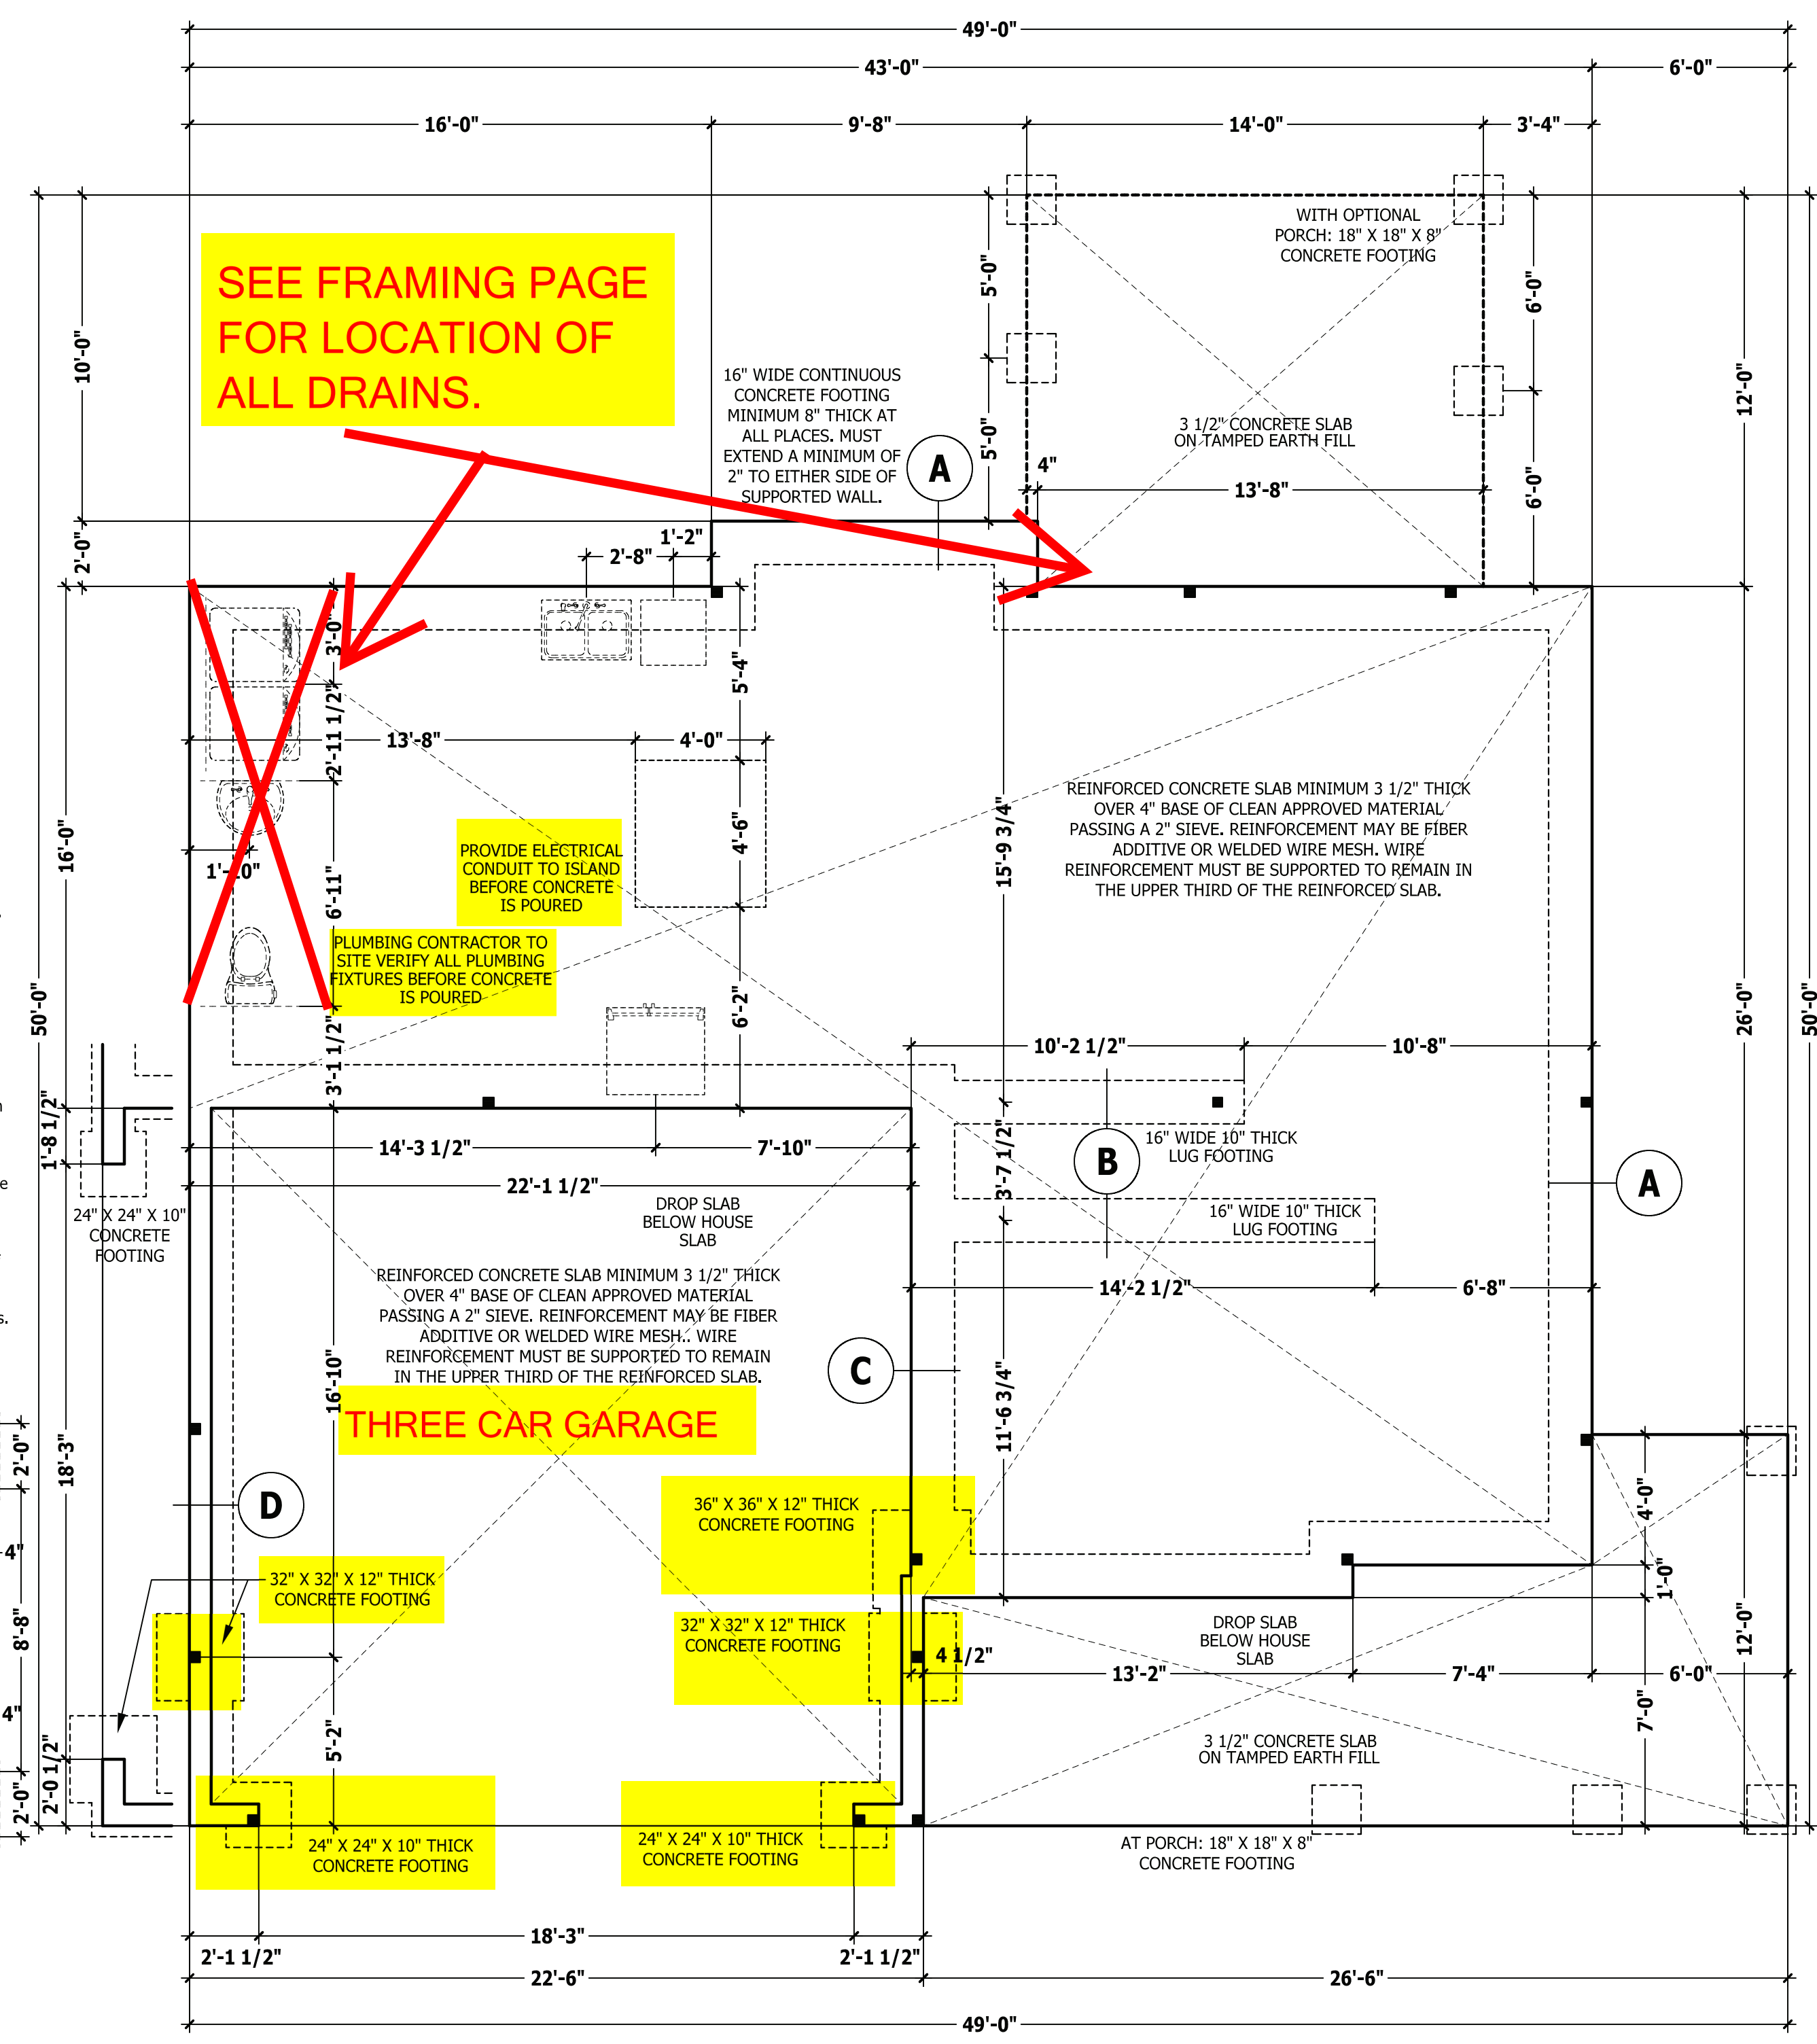 49'-0"
43'-0" 6'-0"
16'-0" 9'-8" 14'-0" 3'-4"
WITH OPTIONAL
PORCH: 18" X 18" X 8"
CONCRETE FOOTING
SEE FRAMING PAGE
FOR LOCATION OF
ALL DRAINS.
10'-0"
5'-0"
6'-0"
12'-0"
16" WIDE CONTINUOUS
CONCRETE FOOTING
MINIMUM 8" THICK AT
ALL PLACES. MUST
EXTEND A MINIMUM OF
2" TO EITHER SIDE OF
SUPPORTED WALL.
A
5'-0"
3 1/2" CONCRETE SLAB
ON TAMPED EARTH FILL
4"
13'-8"
6'-0"
2'-0"
2'-8"
1'-2"
3'-0"
5'-4"
2'-11 1/2"
13'-8"
4'-0"
16'-0"
1'-10"
6'-11"
4'-6"
15'-9 3/4"
REINFORCED CONCRETE SLAB MINIMUM 3 1/2" THICK
OVER 4" BASE OF CLEAN APPROVED MATERIAL
PASSING A 2" SIEVE. REINFORCEMENT MAY BE FIBER
ADDITIVE OR WELDED WIRE MESH. WIRE
REINFORCEMENT MUST BE SUPPORTED TO REMAIN IN
THE UPPER THIRD OF THE REINFORCED SLAB.
PROVIDE ELECTRICAL
CONDUIT TO ISLAND
BEFORE CONCRETE
IS POURED
PLUMBING CONTRACTOR TO
SITE VERIFY ALL PLUMBING
FIXTURES BEFORE CONCRETE
IS POURED
50'-0"
6'-2"
26'-0"
50'-0"
3'-1 1/2"
10'-2 1/2"
10'-8"
1'-8 1/2"
14'-3 1/2"
7'-10"
3'-7 1/2"
B
16" WIDE 10" THICK
LUG FOOTING
A
22'-1 1/2"
DROP SLAB
BELOW HOUSE
SLAB
16" WIDE 10" THICK
LUG FOOTING
24" X 24" X 10"
CONCRETE
FOOTING
REINFORCED CONCRETE SLAB MINIMUM 3 1/2" THICK
OVER 4" BASE OF CLEAN APPROVED MATERIAL
PASSING A 2" SIEVE. REINFORCEMENT MAY BE FIBER
ADDITIVE OR WELDED WIRE MESH.. WIRE
REINFORCEMENT MUST BE SUPPORTED TO REMAIN
IN THE UPPER THIRD OF THE REINFORCED SLAB.
14'-2 1/2"
6'-8"
s.
C
16'-10"
11'-6 3/4"
THREE CAR GARAGE
2'-0"
18'-3"
D
36" X 36" X 12" THICK
CONCRETE FOOTING
4'-0"
4"
32" X 32" X 12" THICK
CONCRETE FOOTING
1'-0"
8'-8"
32" X 32" X 12" THICK
CONCRETE FOOTING
4 1/2"
DROP SLAB
BELOW HOUSE
SLAB
12'-0"
13'-2"
7'-4"
6'-0"
4"
7'-0"
5'-2"
3 1/2" CONCRETE SLAB
ON TAMPED EARTH FILL
2'-0"
2'-0 1/2"
24" X 24" X 10" THICK
CONCRETE FOOTING
24" X 24" X 10" THICK
CONCRETE FOOTING
AT PORCH: 18" X 18" X 8"
CONCRETE FOOTING
18'-3"
2'-1 1/2"
2'-1 1/2"
22'-6"
26'-6"
49'-0"